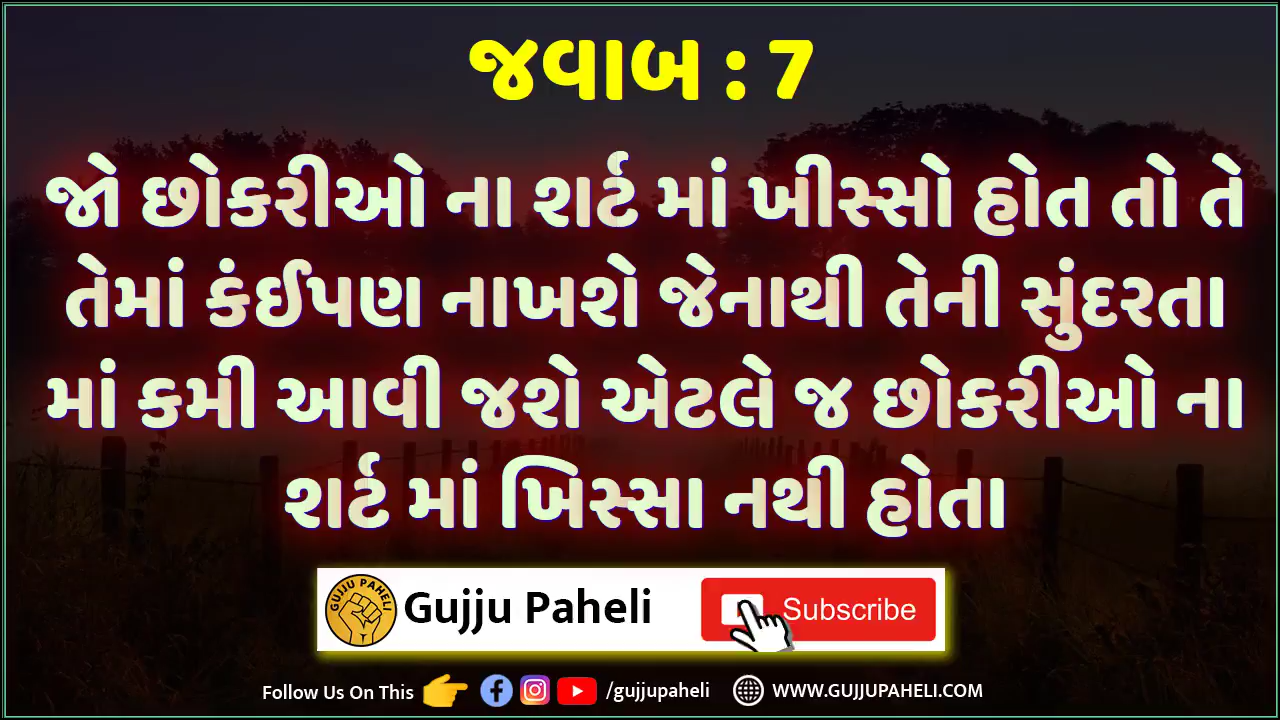 જવાબ : 7
જો છોકરીઓ ના શર્ટ માં ખીસ્સો હોત તો તે
તેમાં કંઈપણ નાખશે જેનાથી તેની સુંદરતા
માં કમી આવી જશે એટલે જ છોકરીઓ ના
શર્ટ માં ખિસ્સા નથી હોતા
GUJJU PAHELI
Gujju Paheli
Subscribe
Follow Us On This /gujjupaheli WWW.GUJJUPAHELI.COM